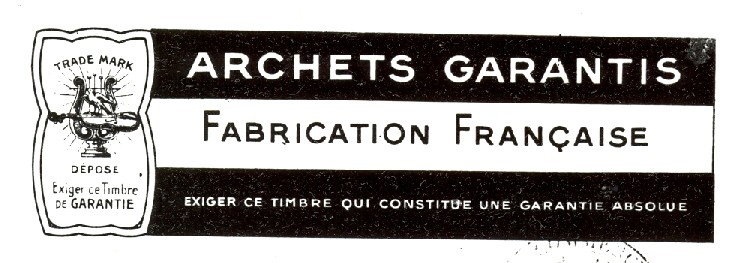 TRADE MARK
DÉPOSÉ
Exiger ce Timbre
DE GARANTIE
ARCHETS GARANTIS
FABRICATION FRANÇAISE
EXIGER CE TIMBRE QUI CONSTITUE UNE GARANTIE ABSOLUE